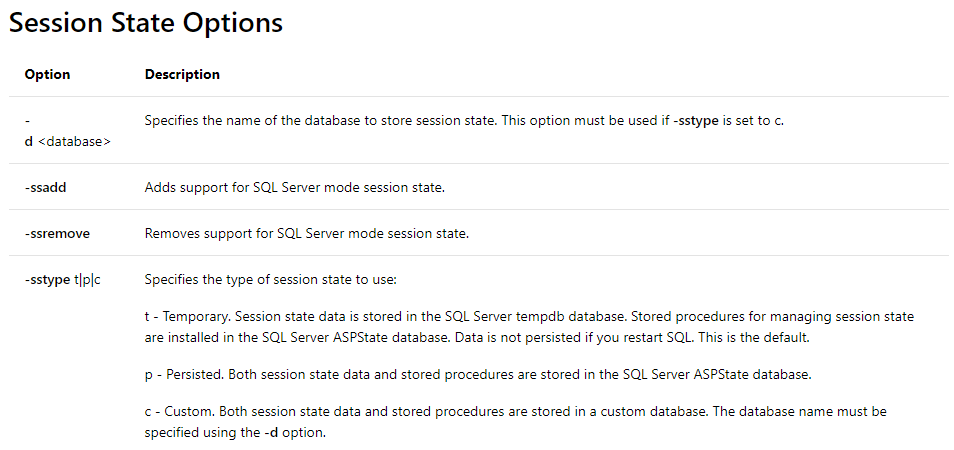 Session State Options
Option Description
-
d <database>
Specifies the name of the database to store session state. This option must be used if -sstype is set to c.
-ssadd Adds support for SQL Server mode session state.
-ssremove Removes support for SQL Server mode session state.
-sstype t|p|c Specifies the type of session state to use:
t - Temporary. Session state data is stored in the SQL Server tempdb database. Stored procedures for managing session state
are installed in the SQL Server ASPState database. Data is not persisted if you restart SQL. This is the default.
p - Persisted. Both session state data and stored procedures are stored in the SQL Server ASPState database.
c - Custom. Both session state data and stored procedures are stored in a custom database. The database name must be
specified using the -d option.